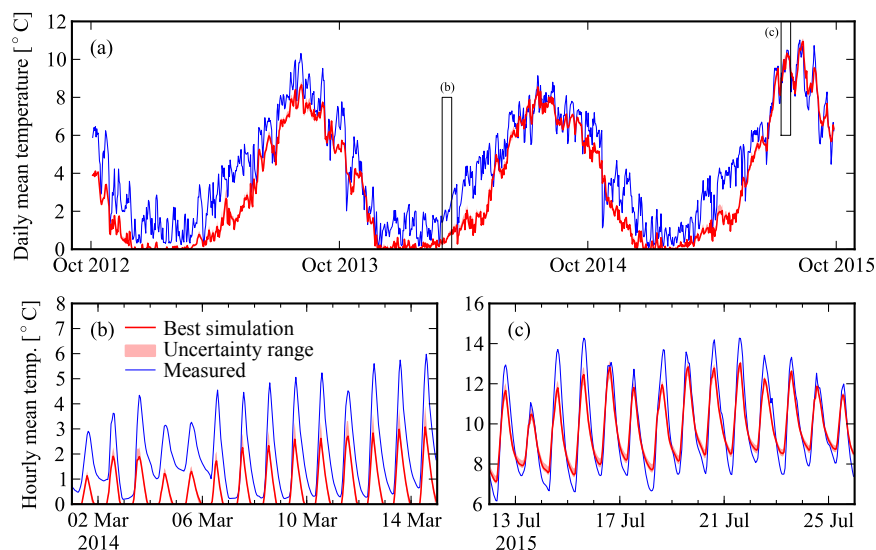 Daily mean temperature [°C]
12
10
8
6
4
2
0
(a)
(b)
(c)
Oct 2012
Oct 2013
Oct 2014
Oct 2015
Hourly mean temp. [°C]
8
7
6
5
4
3
2
1
0
(b)
Best simulation
Uncertainty range
Measured
02 Mar
06 Mar
10 Mar
14 Mar
2014
16
14
12
10
8
6
4
(c)
13 Jul
17 Jul
21 Jul
25 Jul
2015